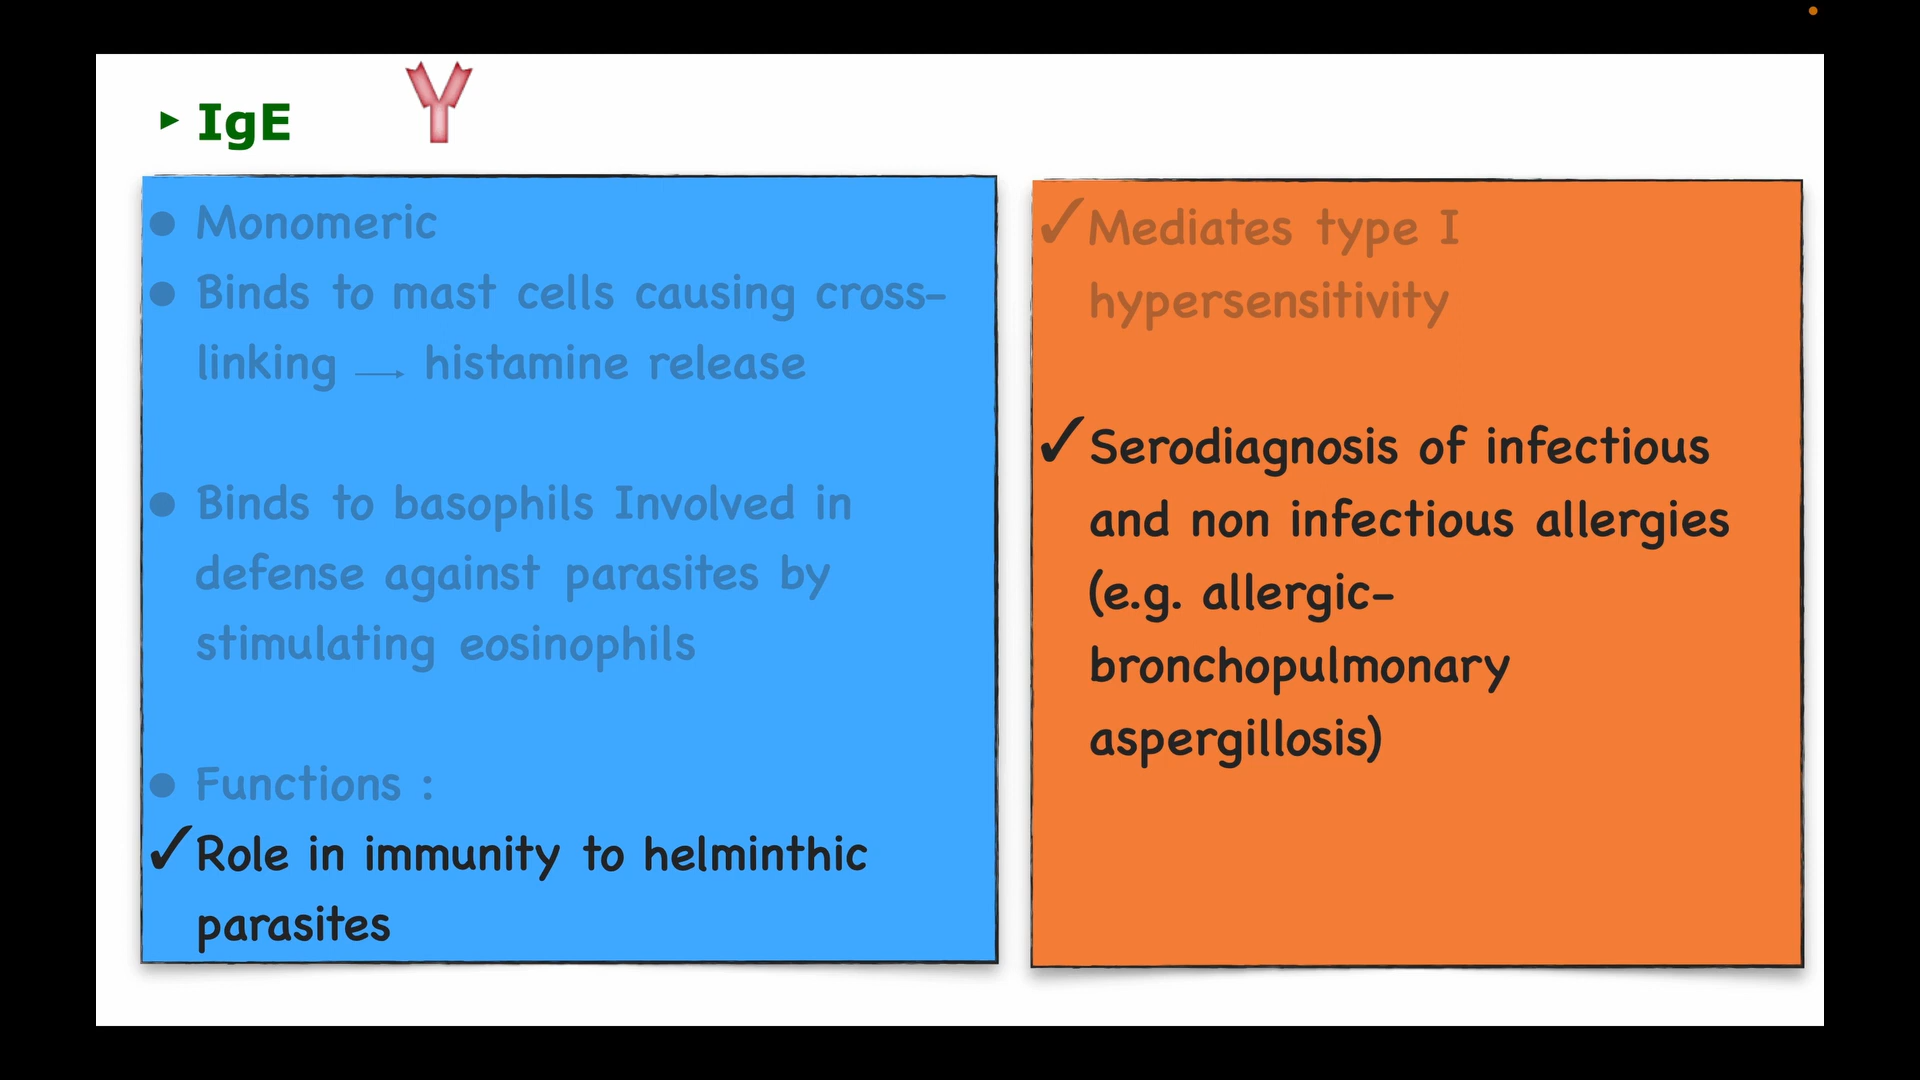 ▸ IgE
● Monomeric
● Binds to mast cells causing cross-
linking → histamine release
● Binds to basophils Involved in
defense against parasites by
stimulating eosinophils
● Functions :
✓Role in immunity to helminthic
parasites
✓Mediates type I
hypersensitivity
✓Serodiagnosis of infectious
and non infectious allergies
(e.g. allergic-
bronchopulmonary
aspergillosis)